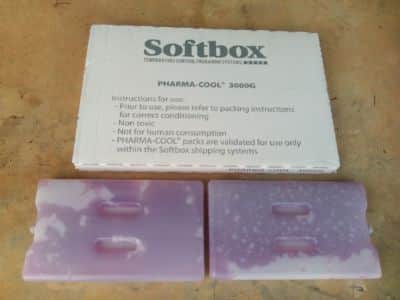 Softbox
TEMPERATURE CONTROL PACKAGING SYSTEMS
PHARMA-COOL® 3000G
Instructions for use:
- Prior to use, please refer to packing instructions
for correct conditioning
- Non toxic
- Not for human consumption
- PHARMA-COOL® packs are validated for use only
within the Softbox shipping systems